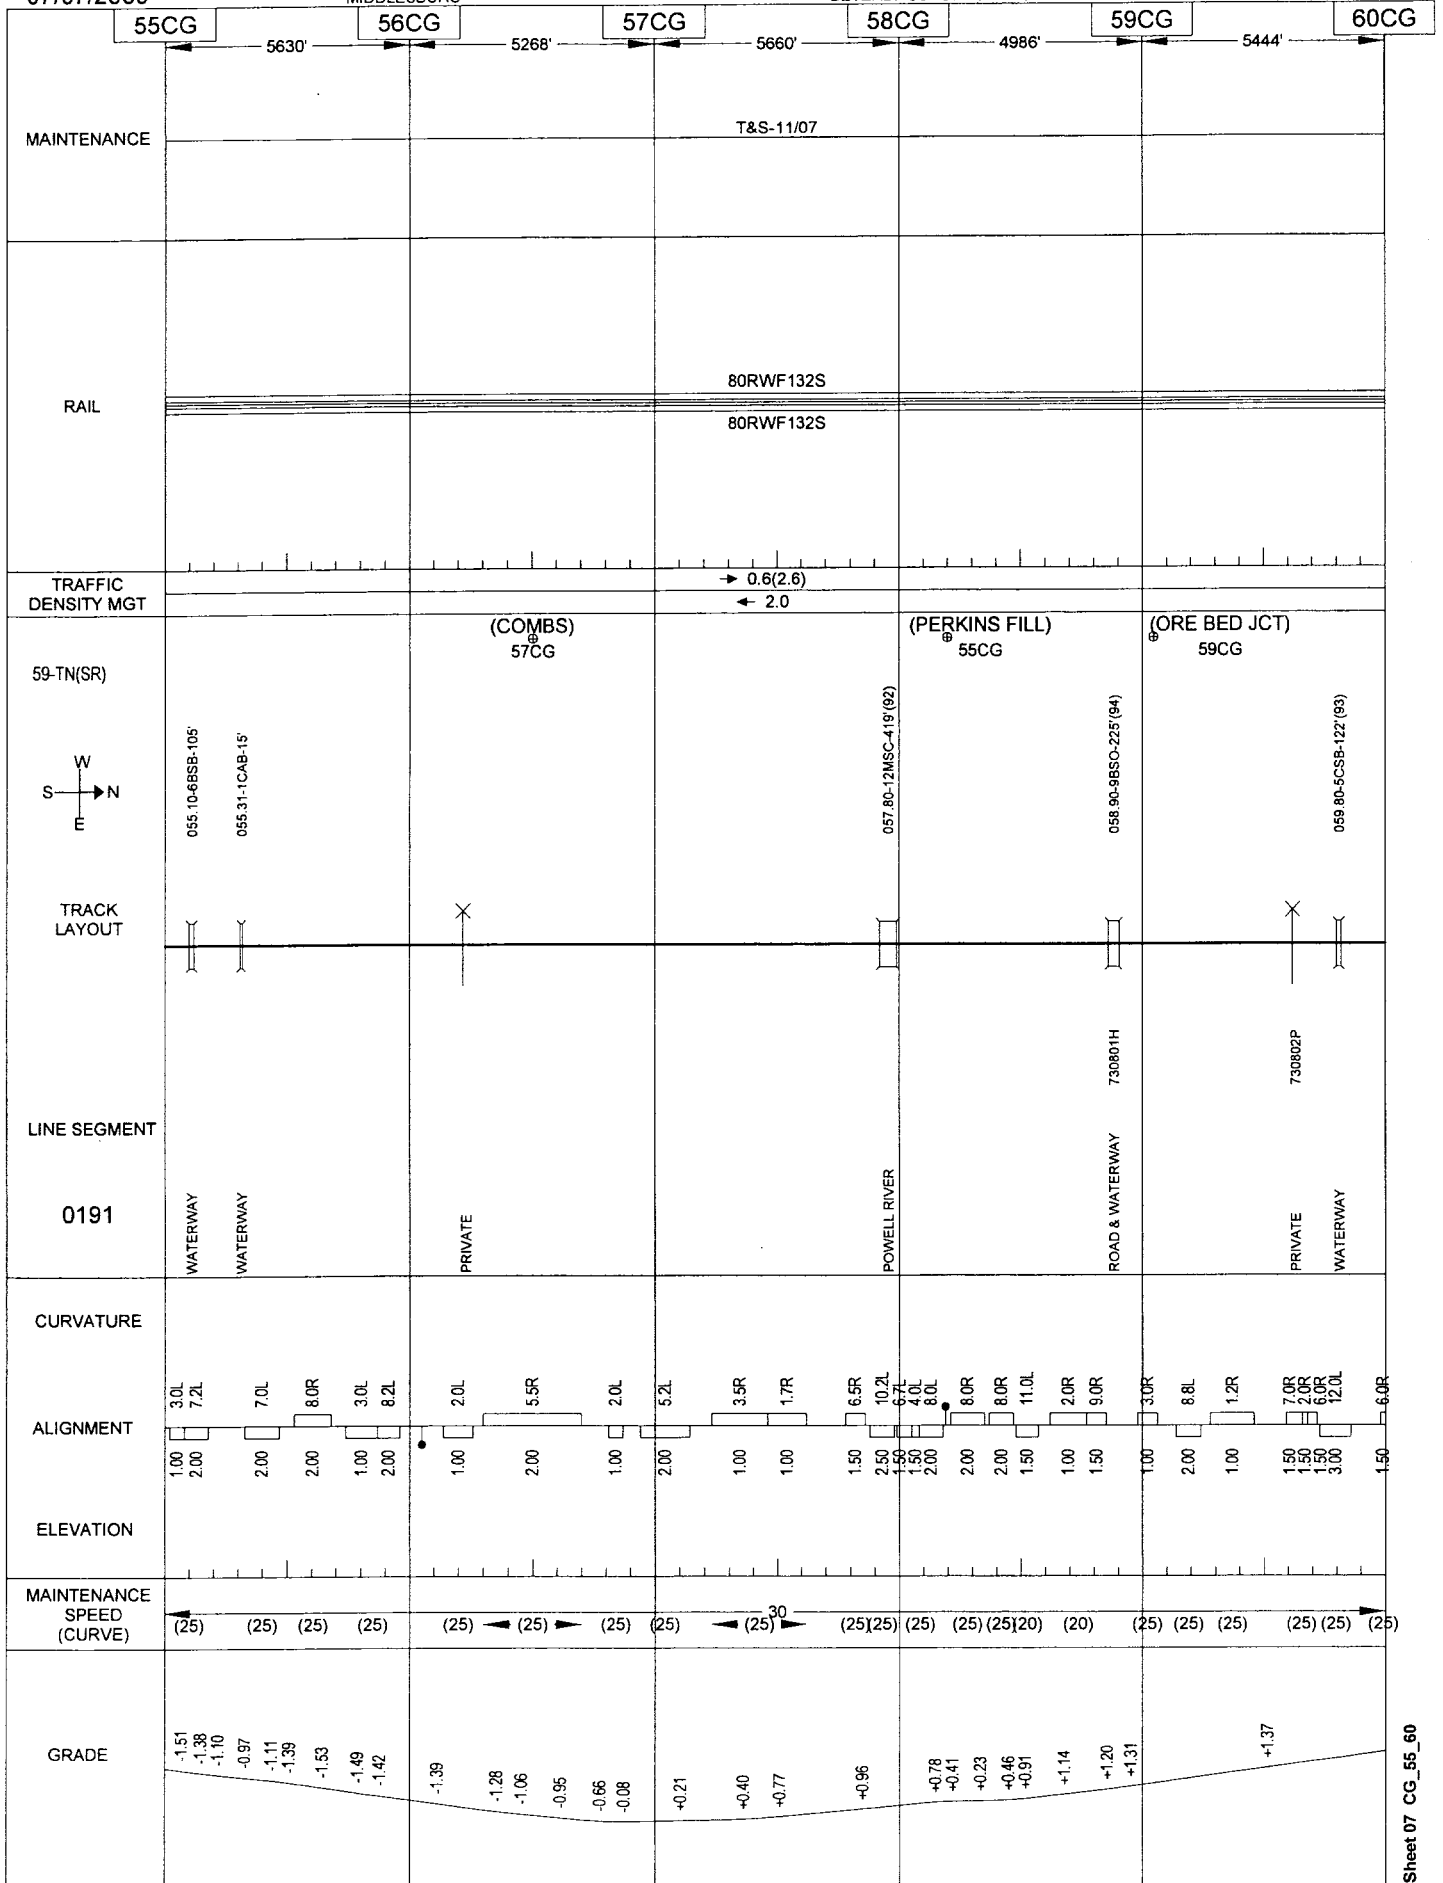 55CG 56CG 57CG 58CG 59CG 60CG
5630' 5268' 5660' 4986' 5444'
MAINTENANCE
T&S-11/07
RAIL
80RWF132S
80RWF132S
TRAFFIC
DENSITY MGT
0.6(2.6)
2.0
(COMBS)
57CG
(PERKINS FILL)
55CG
(ORE BED JCT)
59CG
59-TN(SR)
W
S N
E
055.10-6BSB-105'
055.31-1CAB-15'
057.80-12MSC-419'(92)
058.90-9BSO-225'(94)
059.80-5CSB-122'(93)
TRACK
LAYOUT
730801H
730802P
LINE SEGMENT
0191
WATERWAY
WATERWAY
PRIVATE
POWELL RIVER
ROAD & WATERWAY
PRIVATE
WATERWAY
CURVATURE
3.0L 7.2L 7.0L 8.0R 3.0L 8.2L 2.0L 5.5R 2.0L 5.2L 3.5R 1.7R 6.5R 10.2L 6.7L 4.0L 8.0L 8.0R 8.0R 11.0L 2.0R 9.0R 3.0R 8.8L 1.2R 7.0R 2.0R 6.0R 12.0L 6.0R
ALIGNMENT
1.00 2.00 2.00 2.00 1.00 2.00 1.00 2.00 1.00 2.00 1.00 1.00 1.50 2.50 1.50 1.50 2.00 2.00 2.00 1.50 1.00 1.50 1.00 2.00 1.00 1.50 1.50 1.50 3.00 1.50
ELEVATION
MAINTENANCE
SPEED
(CURVE)
30
(25) (25) (25) (25) (25) (25) (25) (25) (25) (25) (25) (25) (25) (25) (20) (20) (25) (25) (25) (25) (25) (25)
GRADE
-1.51 -1.38 -1.10 -0.97 -1.11 -1.39 -1.53 -1.49 -1.42 -1.39 -1.28 -1.06 -0.95 -0.66 -0.08 +0.21 +0.40 +0.77 +0.96 +0.78 +0.41 +0.23 +0.46 +0.91 +1.14 +1.20 +1.31 +1.37
Sheet 07 CG_55_60